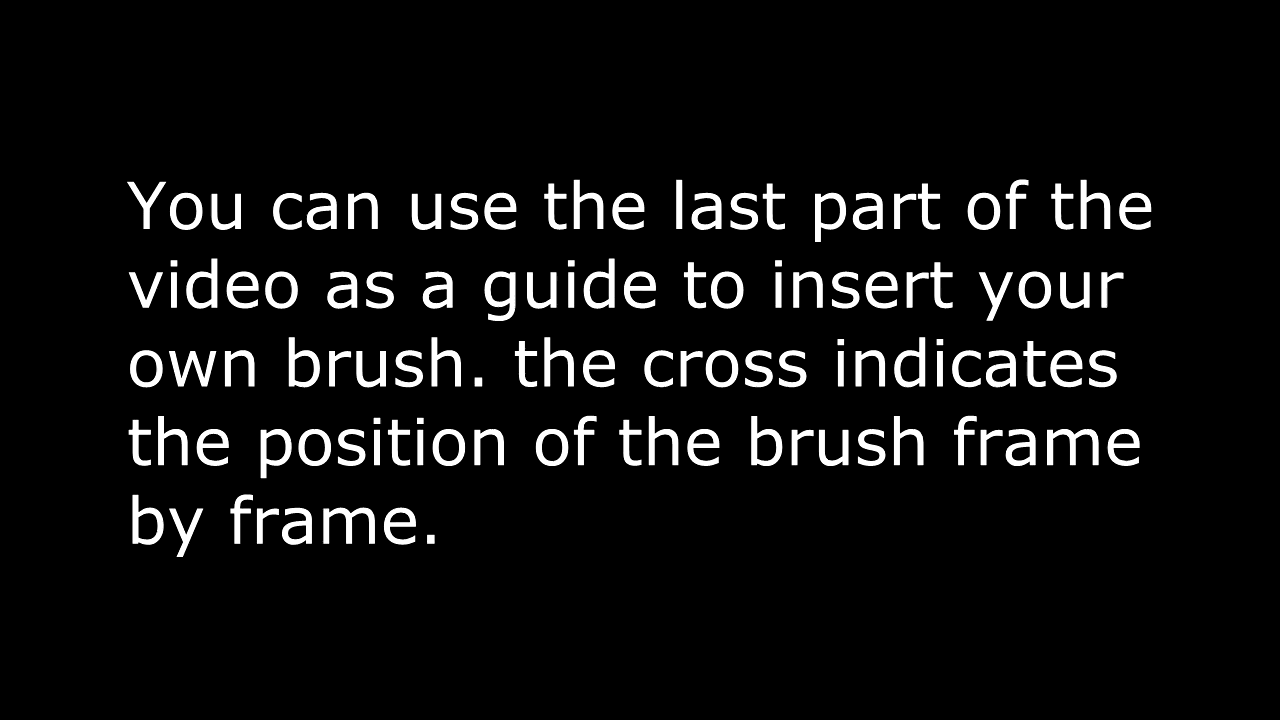 You can use the last part of the
video as a guide to insert your
own brush. the cross indicates
the position of the brush frame
by frame.